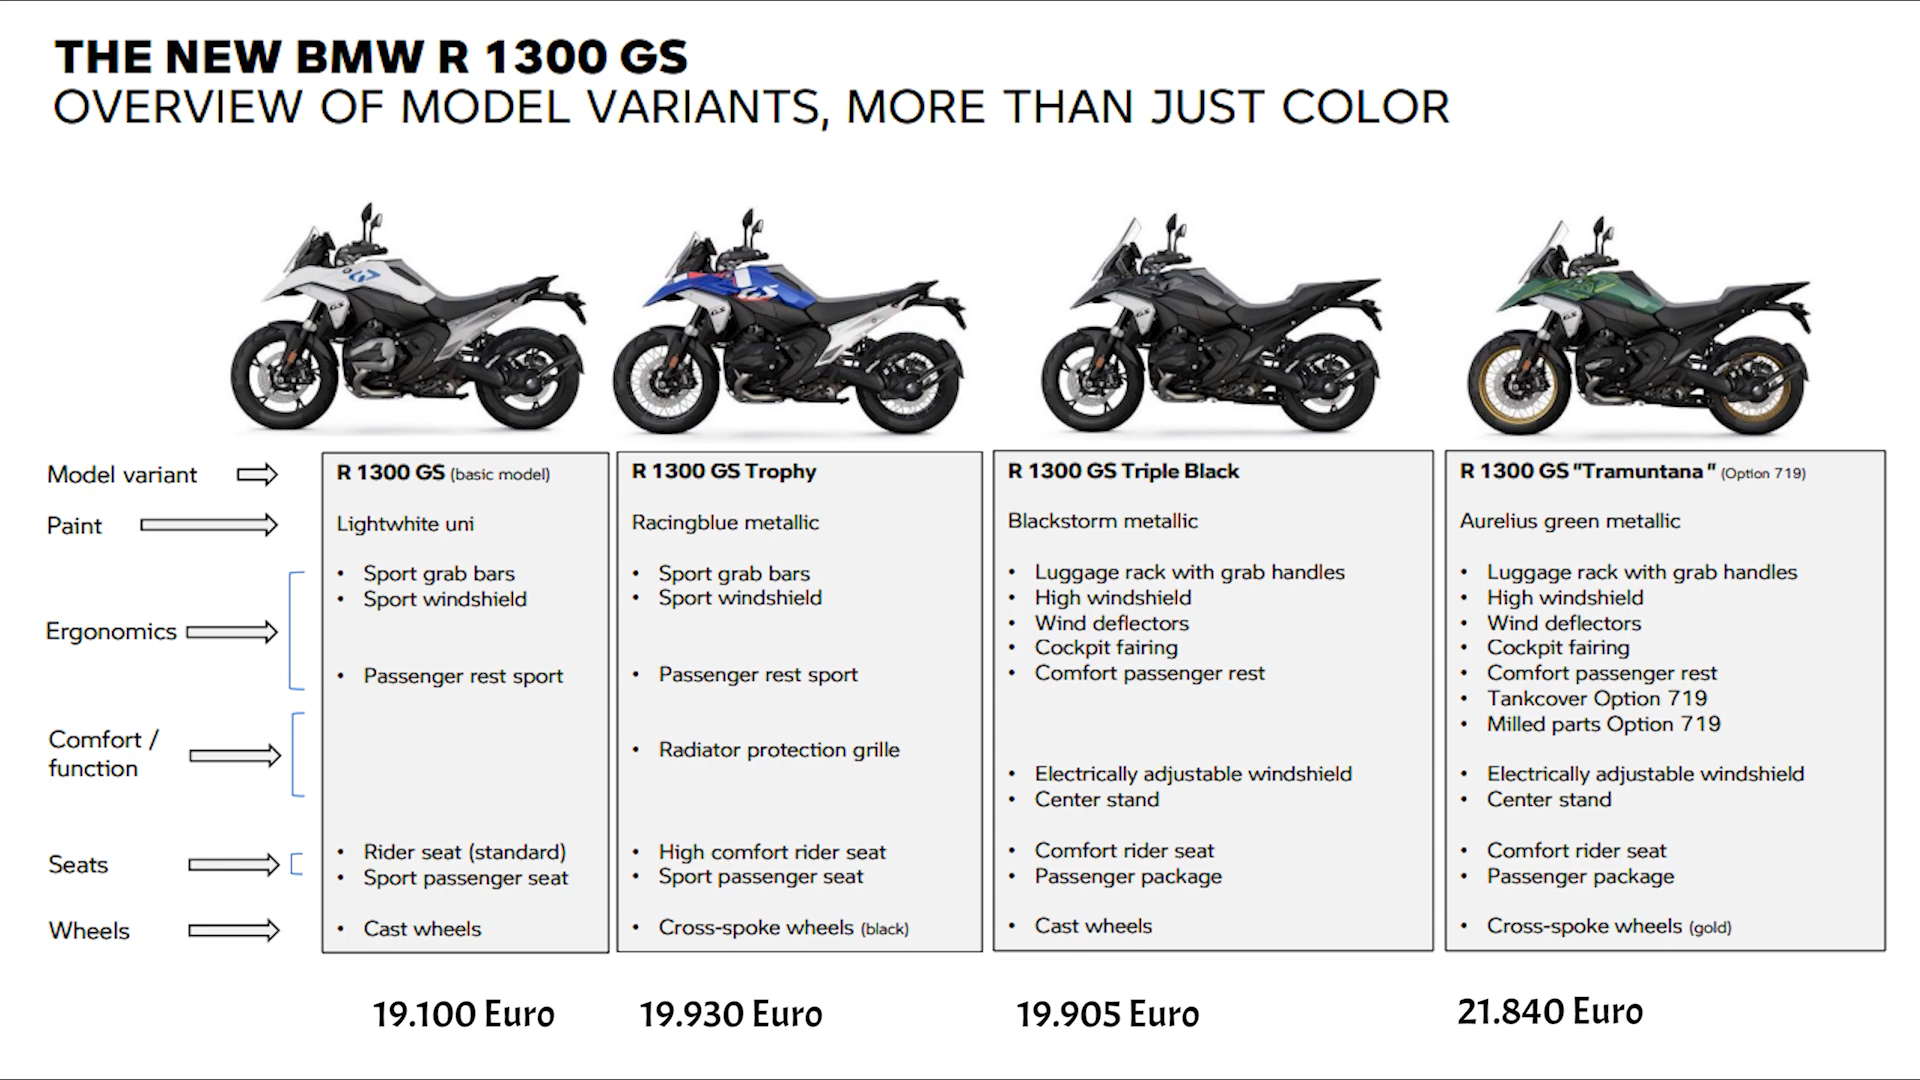 THE NEW BMW R 1300 GS
OVERVIEW OF MODEL VARIANTS, MORE THAN JUST COLOR
Model variant
Paint
Ergonomics
Comfort /
function
Seats
Wheels
R 1300 GS (basic model)
Lightwhite uni
• Sport grab bars
• Sport windshield
• Passenger rest sport
• Rider seat (standard)
• Sport passenger seat
• Cast wheels
19.100 Euro
R 1300 GS Trophy
Racingblue metallic
• Sport grab bars
• Sport windshield
• Passenger rest sport
• Radiator protection grille
• High comfort rider seat
• Sport passenger seat
• Cross-spoke wheels (black)
19.930 Euro
R 1300 GS Triple Black
Blackstorm metallic
• Luggage rack with grab handles
• High windshield
• Wind deflectors
• Cockpit fairing
• Comfort passenger rest
• Electrically adjustable windshield
• Center stand
• Comfort rider seat
• Passenger package
• Cast wheels
19.905 Euro
R 1300 GS "Tramuntana" (Option 719)
Aurelius green metallic
• Luggage rack with grab handles
• High windshield
• Wind deflectors
• Cockpit fairing
• Comfort passenger rest
• Tankcover Option 719
• Milled parts Option 719
• Electrically adjustable windshield
• Center stand
• Comfort rider seat
• Passenger package
• Cross-spoke wheels (gold)
21.840 Euro
GS
GS
GS
GS
GS